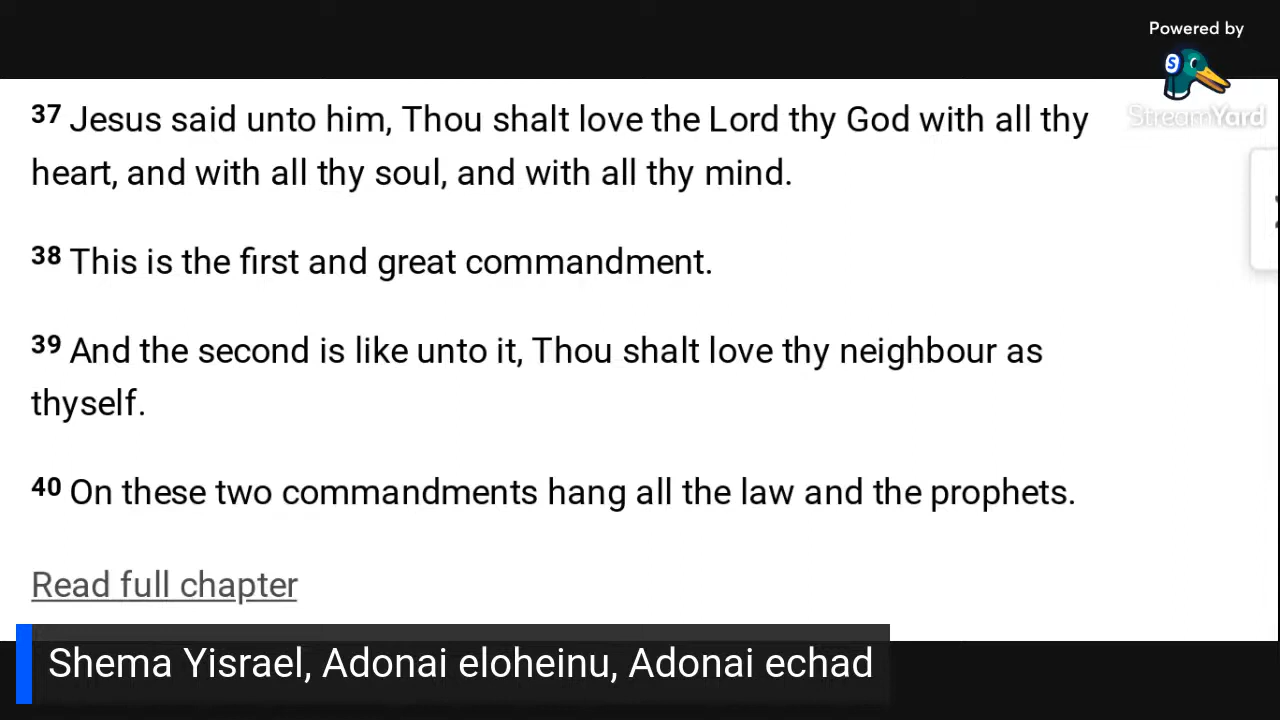 Powered by
StreamYard
37 Jesus said unto him, Thou shalt love the Lord thy God with all thy
heart, and with all thy soul, and with all thy mind.
38 This is the first and great commandment.
39 And the second is like unto it, Thou shalt love thy neighbour as
thyself.
40 On these two commandments hang all the law and the prophets.
Read full chapter
Shema Yisrael, Adonai eloheinu, Adonai echad